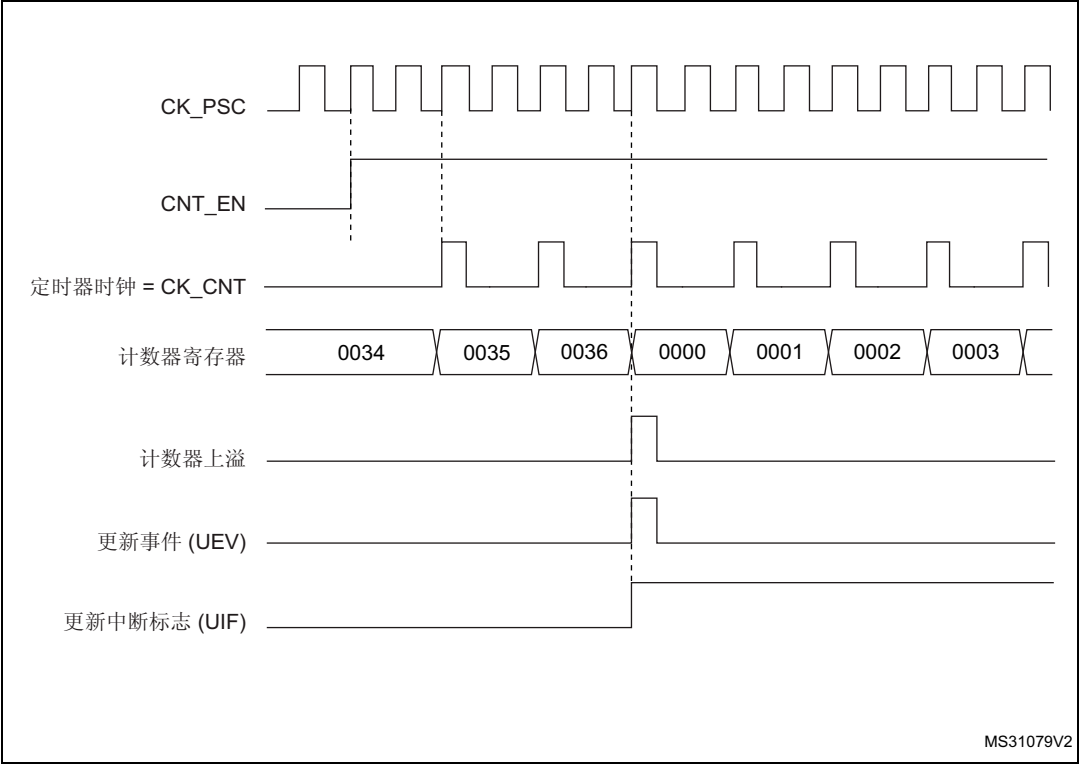 CK_PSC
CNT_EN
定时器时钟 = CK_CNT
计数器寄存器 0034 0035 0036 0000 0001 0002 0003
计数器上溢
更新事件 (UEV)
更新中断标志 (UIF)
MS31079V2